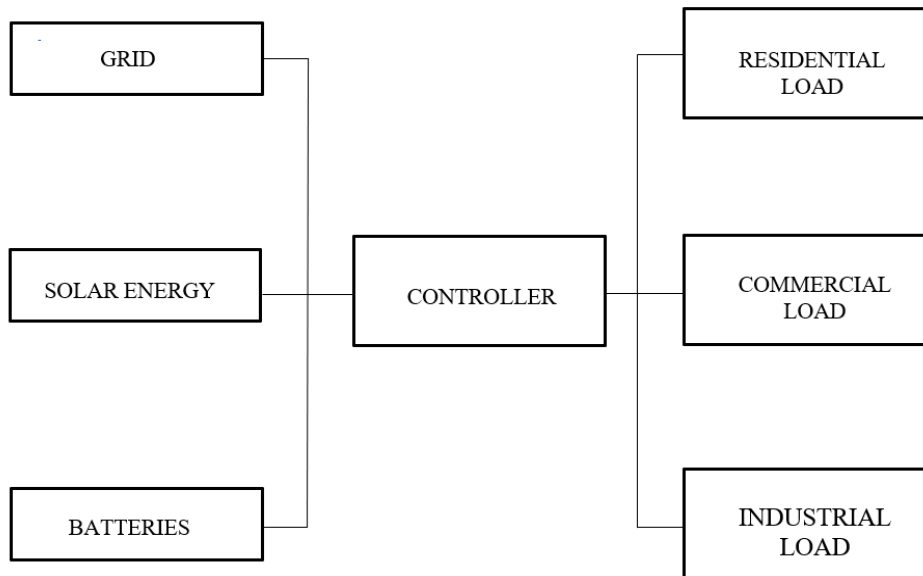 GRID
SOLAR ENERGY
BATTERIES
CONTROLLER
RESIDENTIAL
LOAD
COMMERCIAL
LOAD
INDUSTRIAL
LOAD